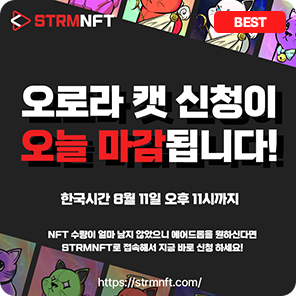 STRMNFT
BEST
오로라 캣 신청이
오늘 마감됩니다!
한국시간 8월 11일 오후 11시까지
NFT 수량이 얼마 남지 않았으니 에어드롭을 원하신다면
STRMNFT로 접속해서 지금 바로 신청 하세요!
https://strmnft.com/